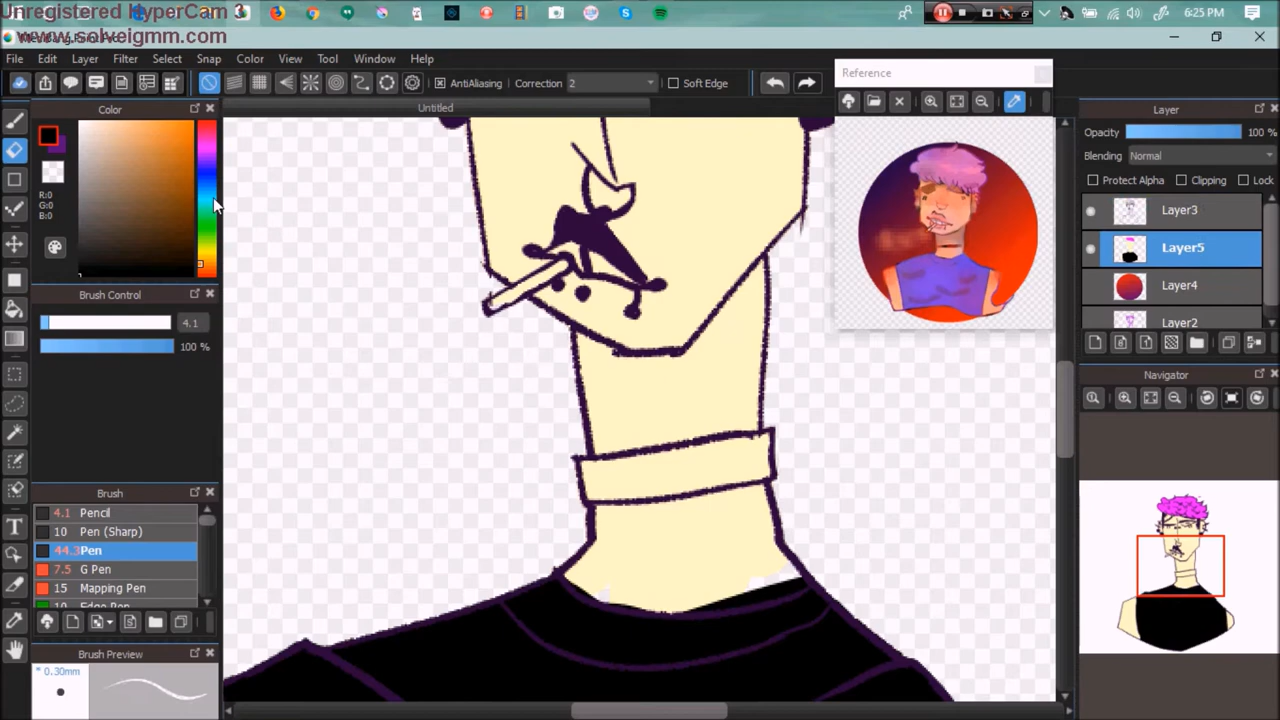 Unregistered HyperCam 3
www.solveigmm.com
6:25 PM
File Edit Layer Filter Select Snap Color View Tool Window Help
AntiAliasing Correction 2 Soft Edge
Reference
Untitled
Color
R:0
G:0
B:0
Brush Control
4.1
100 %
Brush
4.1 Pencil
10 Pen (Sharp)
44.3 Pen
7.5 G Pen
15 Mapping Pen
10 Edge Pen
Brush Preview
* 0.30mm
Layer
Opacity 100 %
Blending Normal
Protect Alpha Clipping Lock
Layer3
Layer5
Layer4
Layer2
Navigator